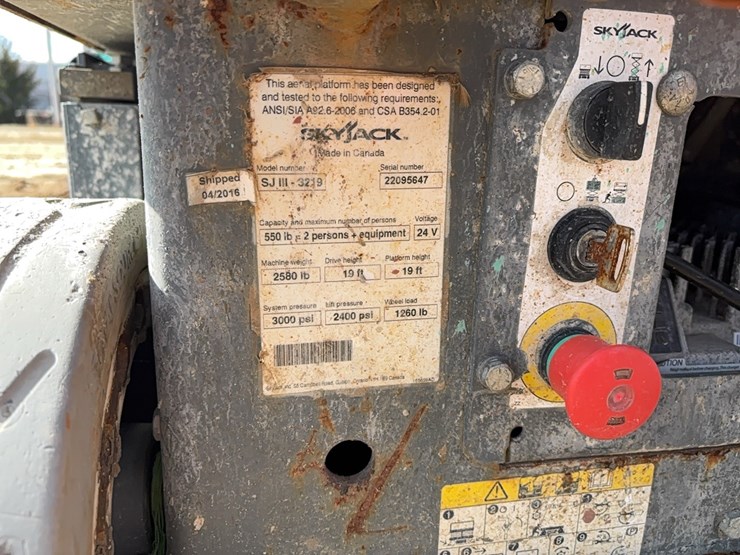 SKYJACK
This aerial platform has been designed
and tested to the following requirements:
ANSI/SIA A92.6-2006 and CSA B354.2-01
SKYJACK
Made in Canada
Model number Serial number
SJ III - 3219 22095647
Shipped
04/2016
Capacity and maximum number of persons Voltage
550 lb = 2 persons + equipment 24 V
Machine weight Drive height Platform height
2580 lb 19 ft 19 ft
System pressure lift pressure Wheel load
3000 psi 2400 psi 1260 lb